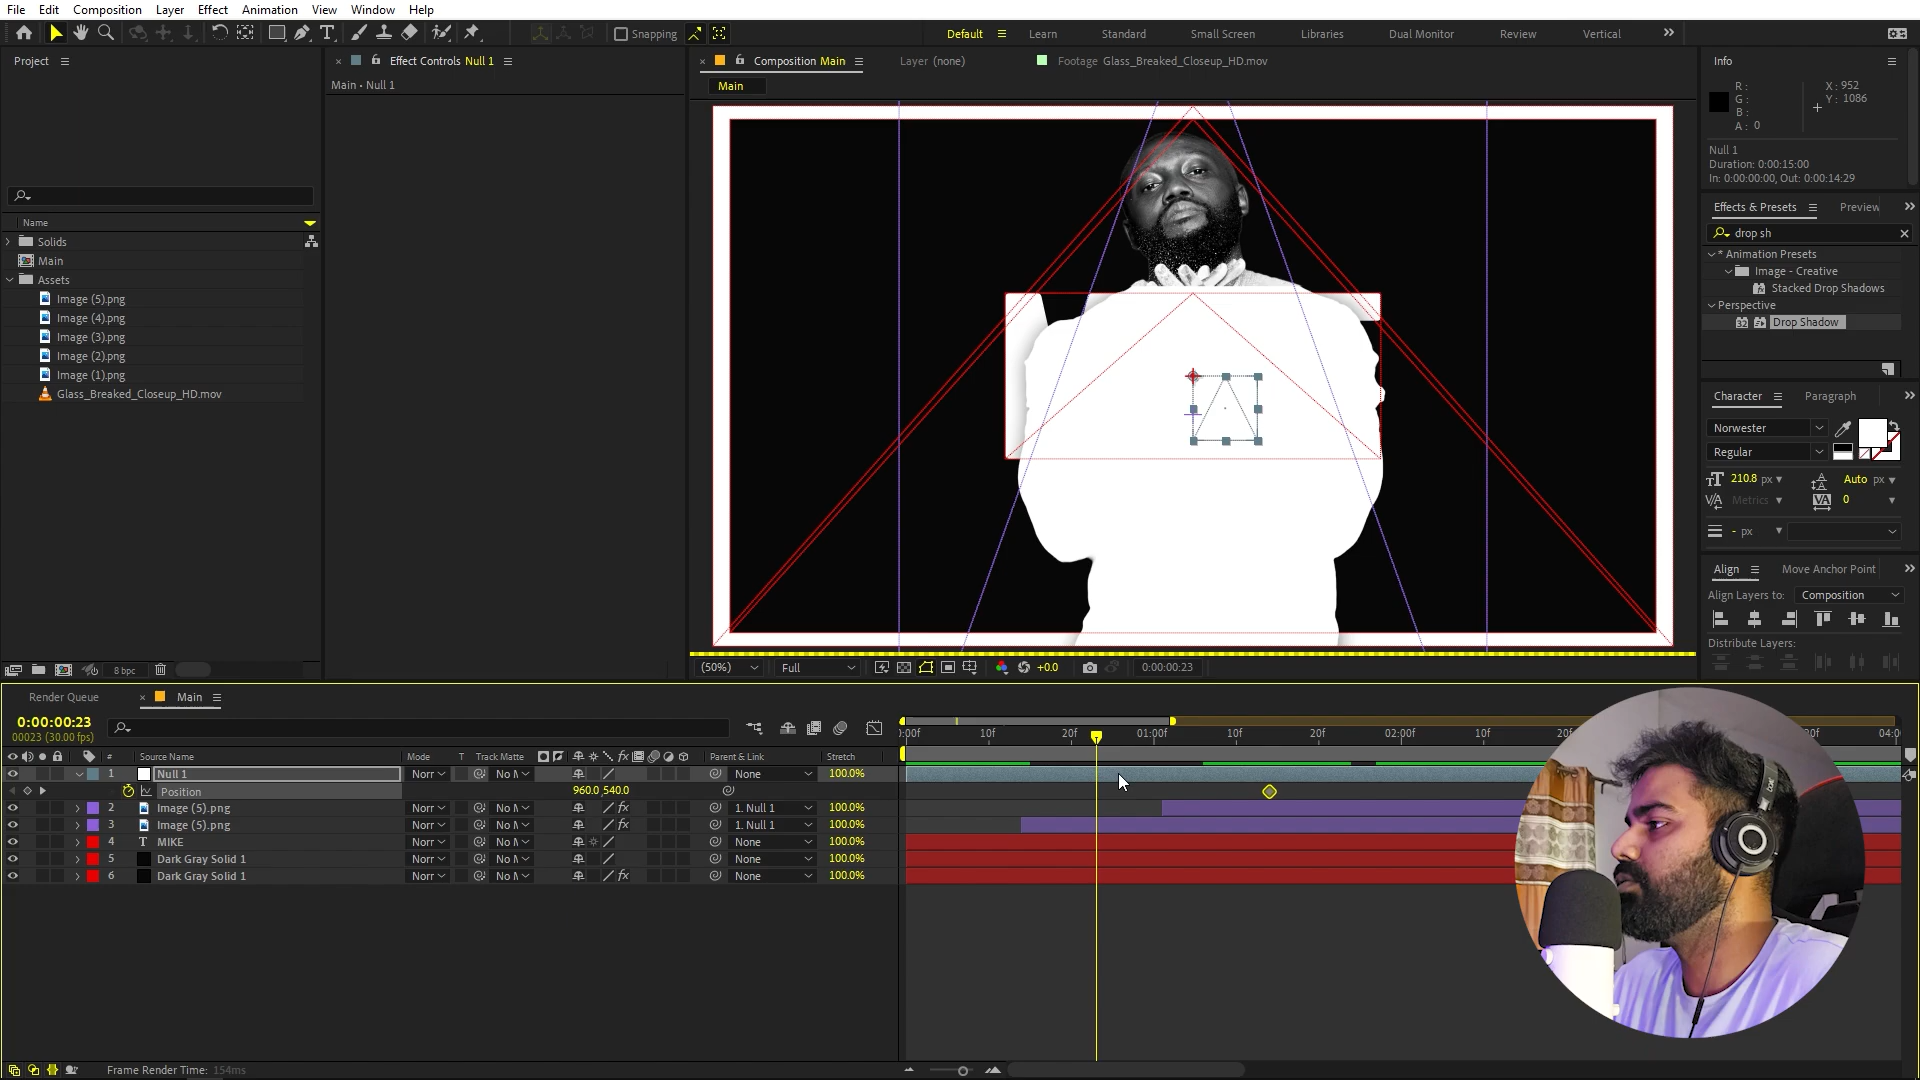 File Edit Composition Layer Effect Animation View Window Help
Snapping
Default Learn Standard Small Screen Libraries Dual Monitor Review Vertical
Project
Effect Controls Null 1
Main • Null 1
Name
Solids
Main
Assets
Image (5).png
Image (4).png
Image (3).png
Image (2).png
Image (1).png
Glass_Breaked_Closeup_HD.mov
8 bpc
Composition Main Layer (none) Footage Glass_Breaked_Closeup_HD.mov
Main
(50%) Full +0.0 0:00:00:23
Info
R :
G :
B :
A : 0
X : 952
Y : 1086
Null 1
Duration: 0:00:15:00
In: 0:00:00:00, Out: 0:00:14:29
Effects & Presets Preview
drop sh
* Animation Presets
Image - Creative
Stacked Drop Shadows
Perspective
32 Drop Shadow
Character Paragraph
Norwester
Regular
210.8 px Auto px
Metrics 0
- px
Align Move Anchor Point
Align Layers to: Composition
Distribute Layers:
Render Queue Main
0:00:00:23
00023 (30.00 fps)
:00f 10f 20f 01:00f 10f 20f 02:00f 10f 20f 04:0
# Source Name Mode T Track Matte fx Parent & Link Stretch
1 Null 1 Norr No M None 100.0%
Position 960.0, 540.0
2 Image (5).png Norr No M fx 1. Null 1 100.0%
3 Image (5).png Norr No M fx 1. Null 1 100.0%
4 T MIKE Norr No M None 100.0%
5 Dark Gray Solid 1 Norr No M None 100.0%
6 Dark Gray Solid 1 Norr No M fx None 100.0%
Frame Render Time: 154ms